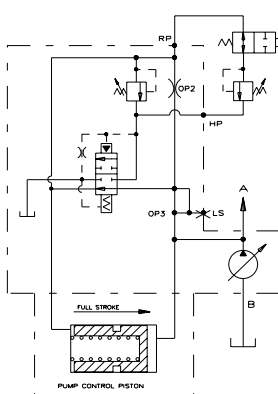 RP
OP2
HP
A
OP3
LS
B
FULL STROKE
PUMP CONTROL PISTON